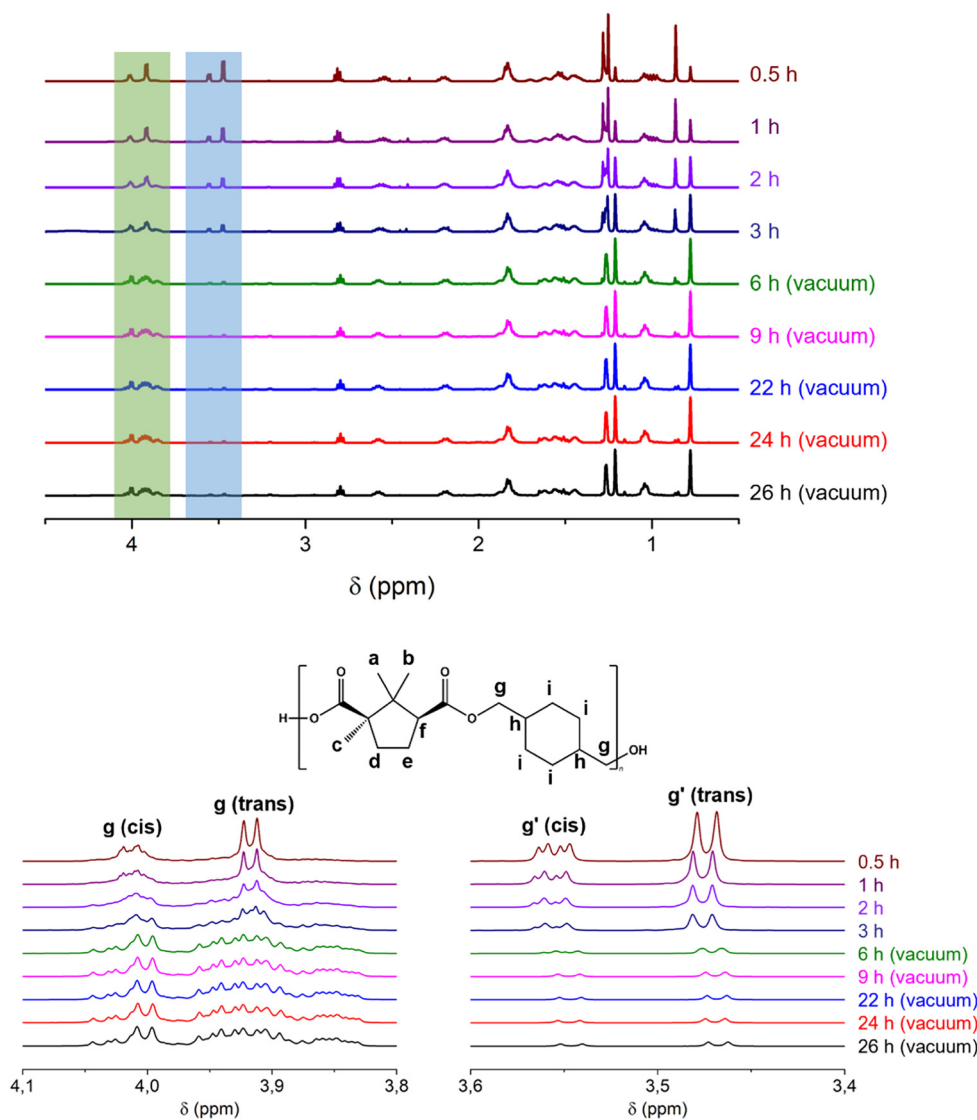 0.5 h
1 h
2 h
3 h
6 h (vacuum)
9 h (vacuum)
22 h (vacuum)
24 h (vacuum)
26 h (vacuum)
4 3 2 1
δ (ppm)
a b
O O g i
i
H O O h
c f h g OH
d e i n
i
g (cis) g (trans) g' (cis) g' (trans)
0.5 h
1 h
2 h
3 h
6 h (vacuum)
9 h (vacuum)
22 h (vacuum)
24 h (vacuum)
26 h (vacuum)
4,1 4,0 3,9 3,8 3,6 3,5 3,4
δ (ppm) δ (ppm)